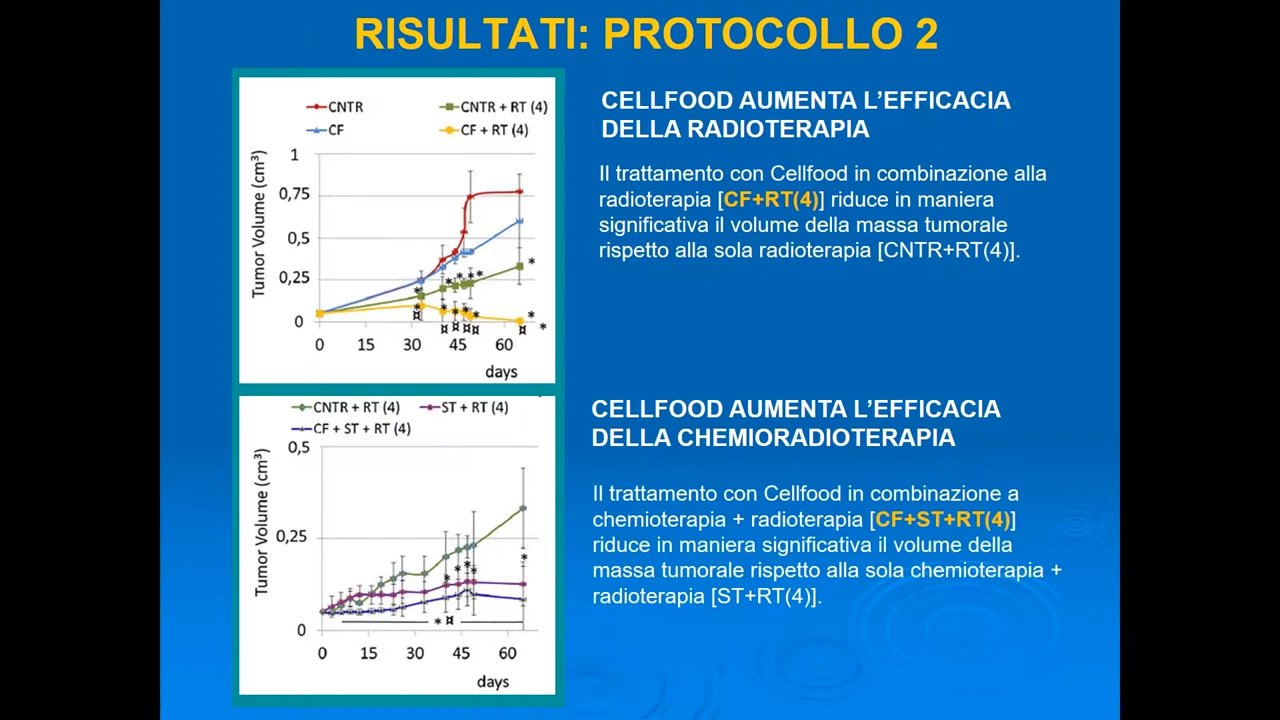 RISULTATI: PROTOCOLLO 2
CNTR
CNTR + RT (4)
CF
CF + RT (4)
Tumor Volume (cm³)
1
0,75
0,5
0,25
0
0 15 30 45 60
days
CELLFOOD AUMENTA L’EFFICACIA
DELLA RADIOTERAPIA
Il trattamento con Cellfood in combinazione alla
radioterapia [CF+RT(4)] riduce in maniera
significativa il volume della massa tumorale
rispetto alla sola radioterapia [CNTR+RT(4)].
CNTR + RT (4)
ST + RT (4)
CF + ST + RT (4)
Tumor Volume (cm³)
0,5
0,25
0
* ¤
0 15 30 45 60
days
CELLFOOD AUMENTA L’EFFICACIA
DELLA CHEMIORADIOTERAPIA
Il trattamento con Cellfood in combinazione a
chemioterapia + radioterapia [CF+ST+RT(4)]
riduce in maniera significativa il volume della
massa tumorale rispetto alla sola chemioterapia +
radioterapia [ST+RT(4)].